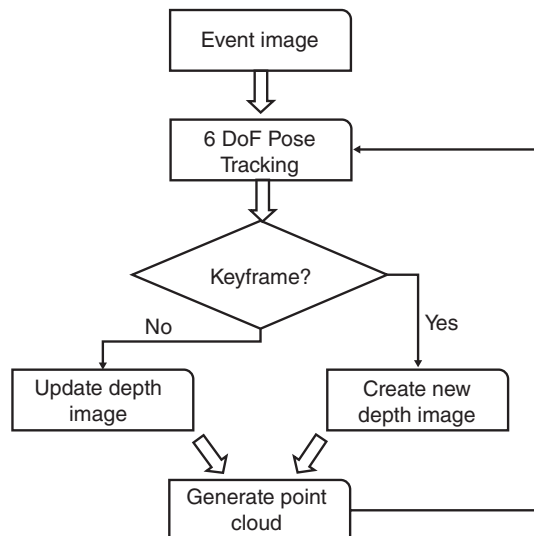 Event image
6 DoF Pose
Tracking
Keyframe?
No
Yes
Update depth
image
Create new
depth image
Generate point
cloud